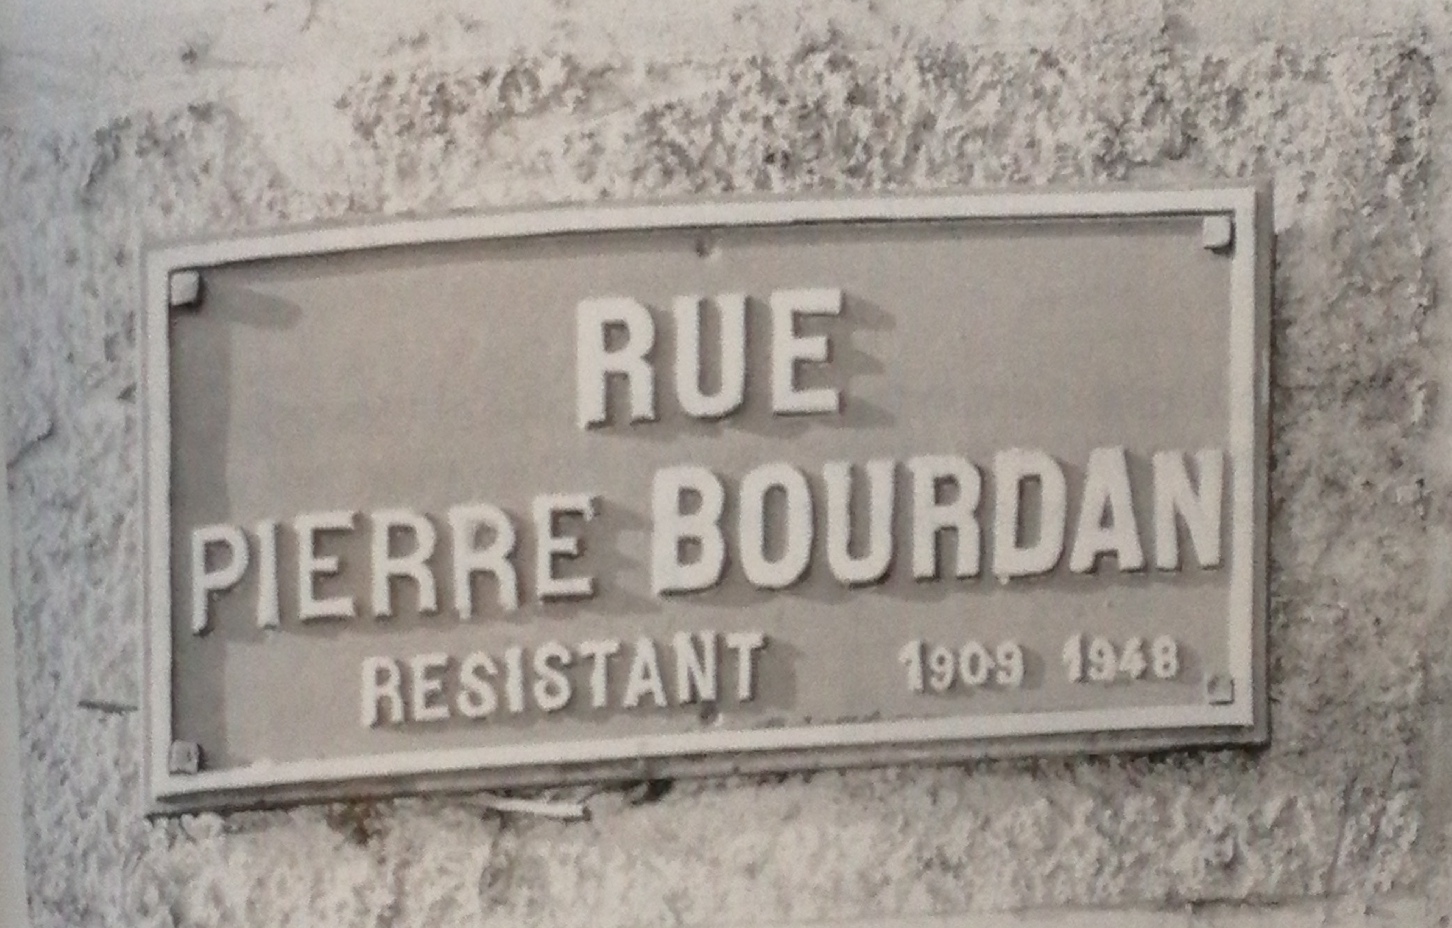 RUE
PIERRE BOURDAN
RESISTANT 1909 1948